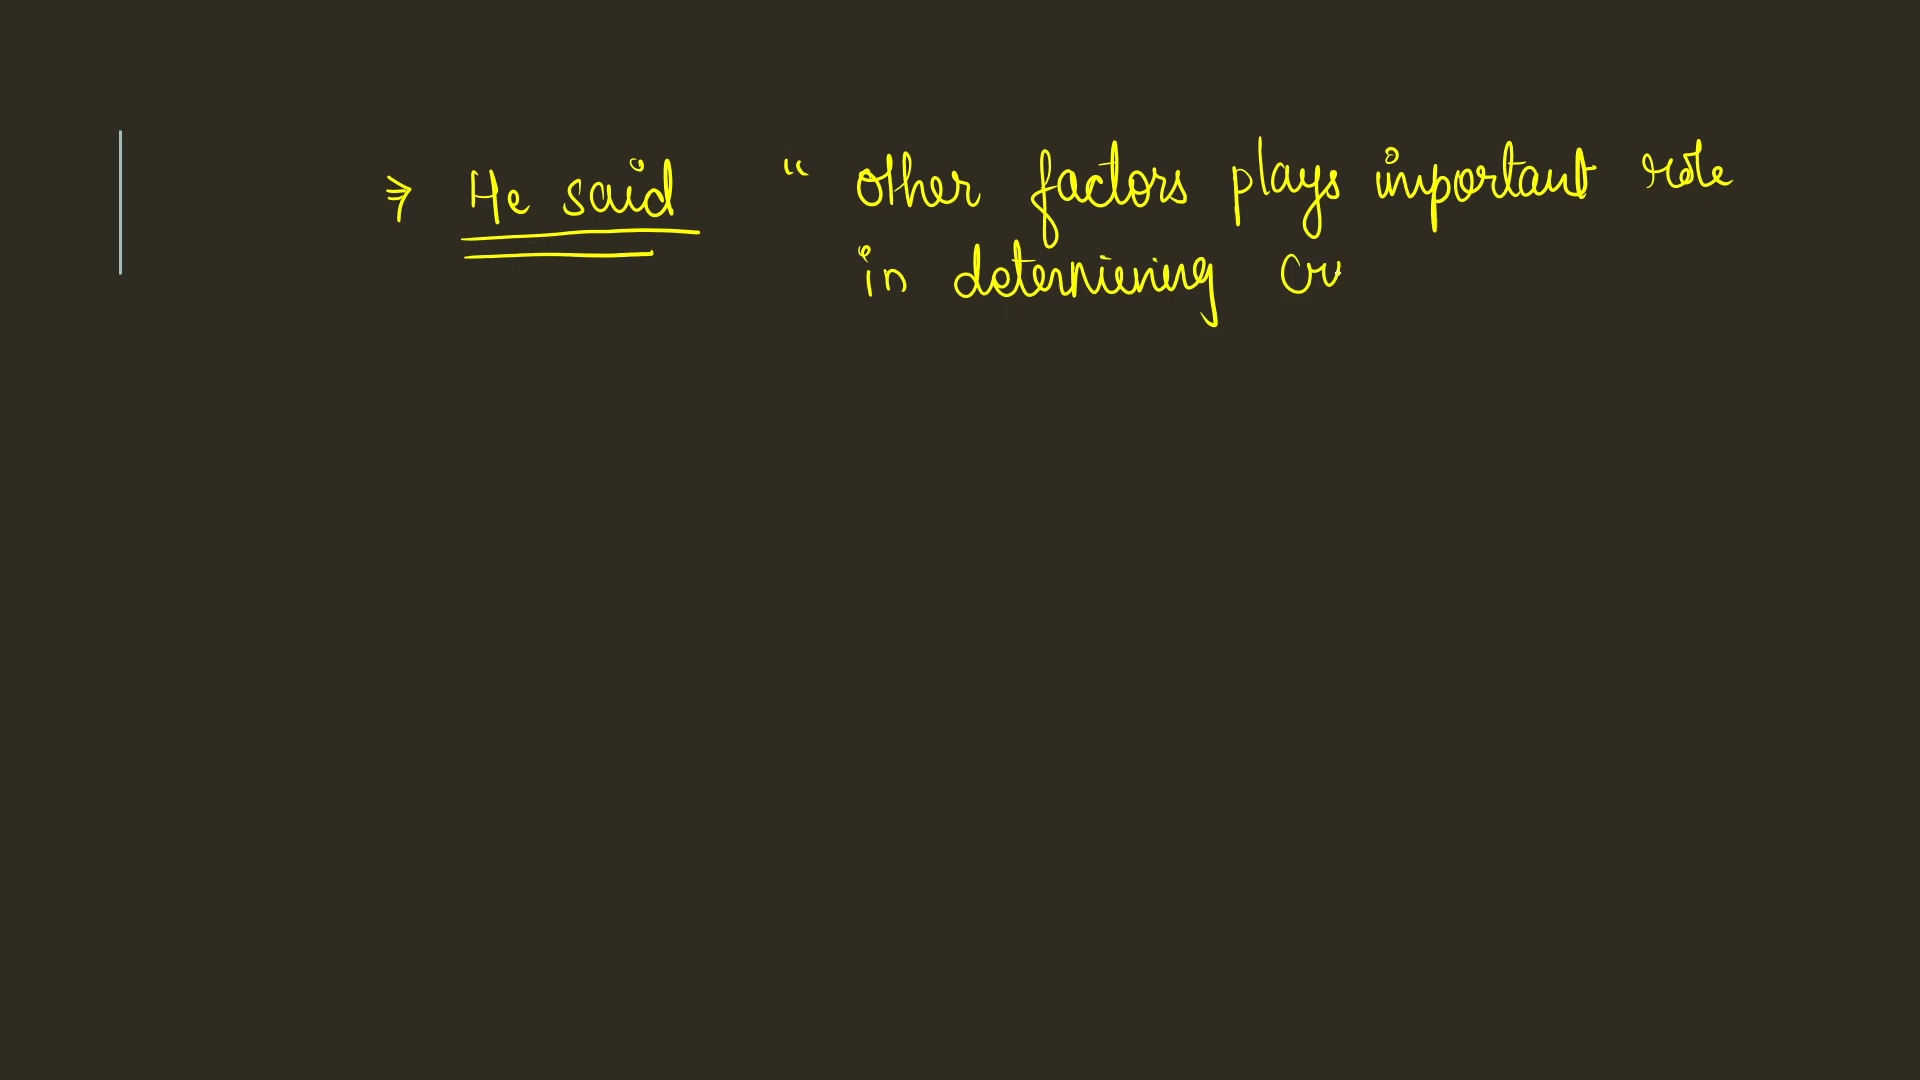 ⇒ He said “ other factors plays important role
in determining